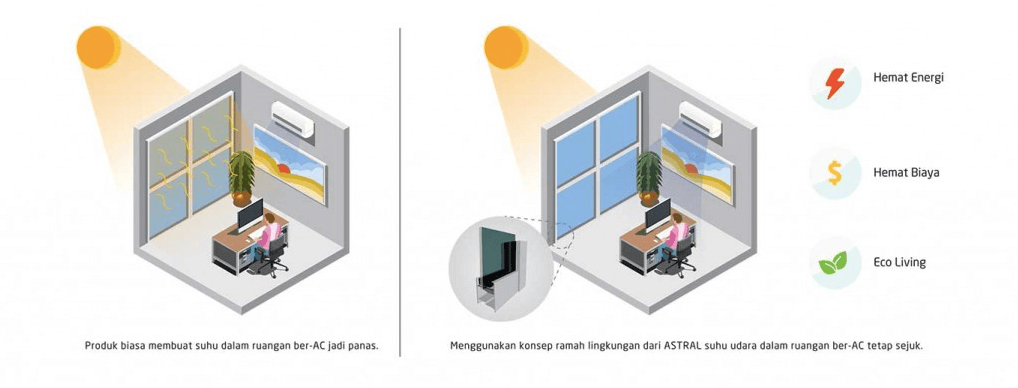 Hemat Energi
$
Hemat Biaya
Eco Living
Produk biasa membuat suhu dalam ruangan ber-AC jadi panas.
Menggunakan konsep ramah lingkungan dari ASTRAL suhu udara dalam ruangan ber-AC tetap sejuk.